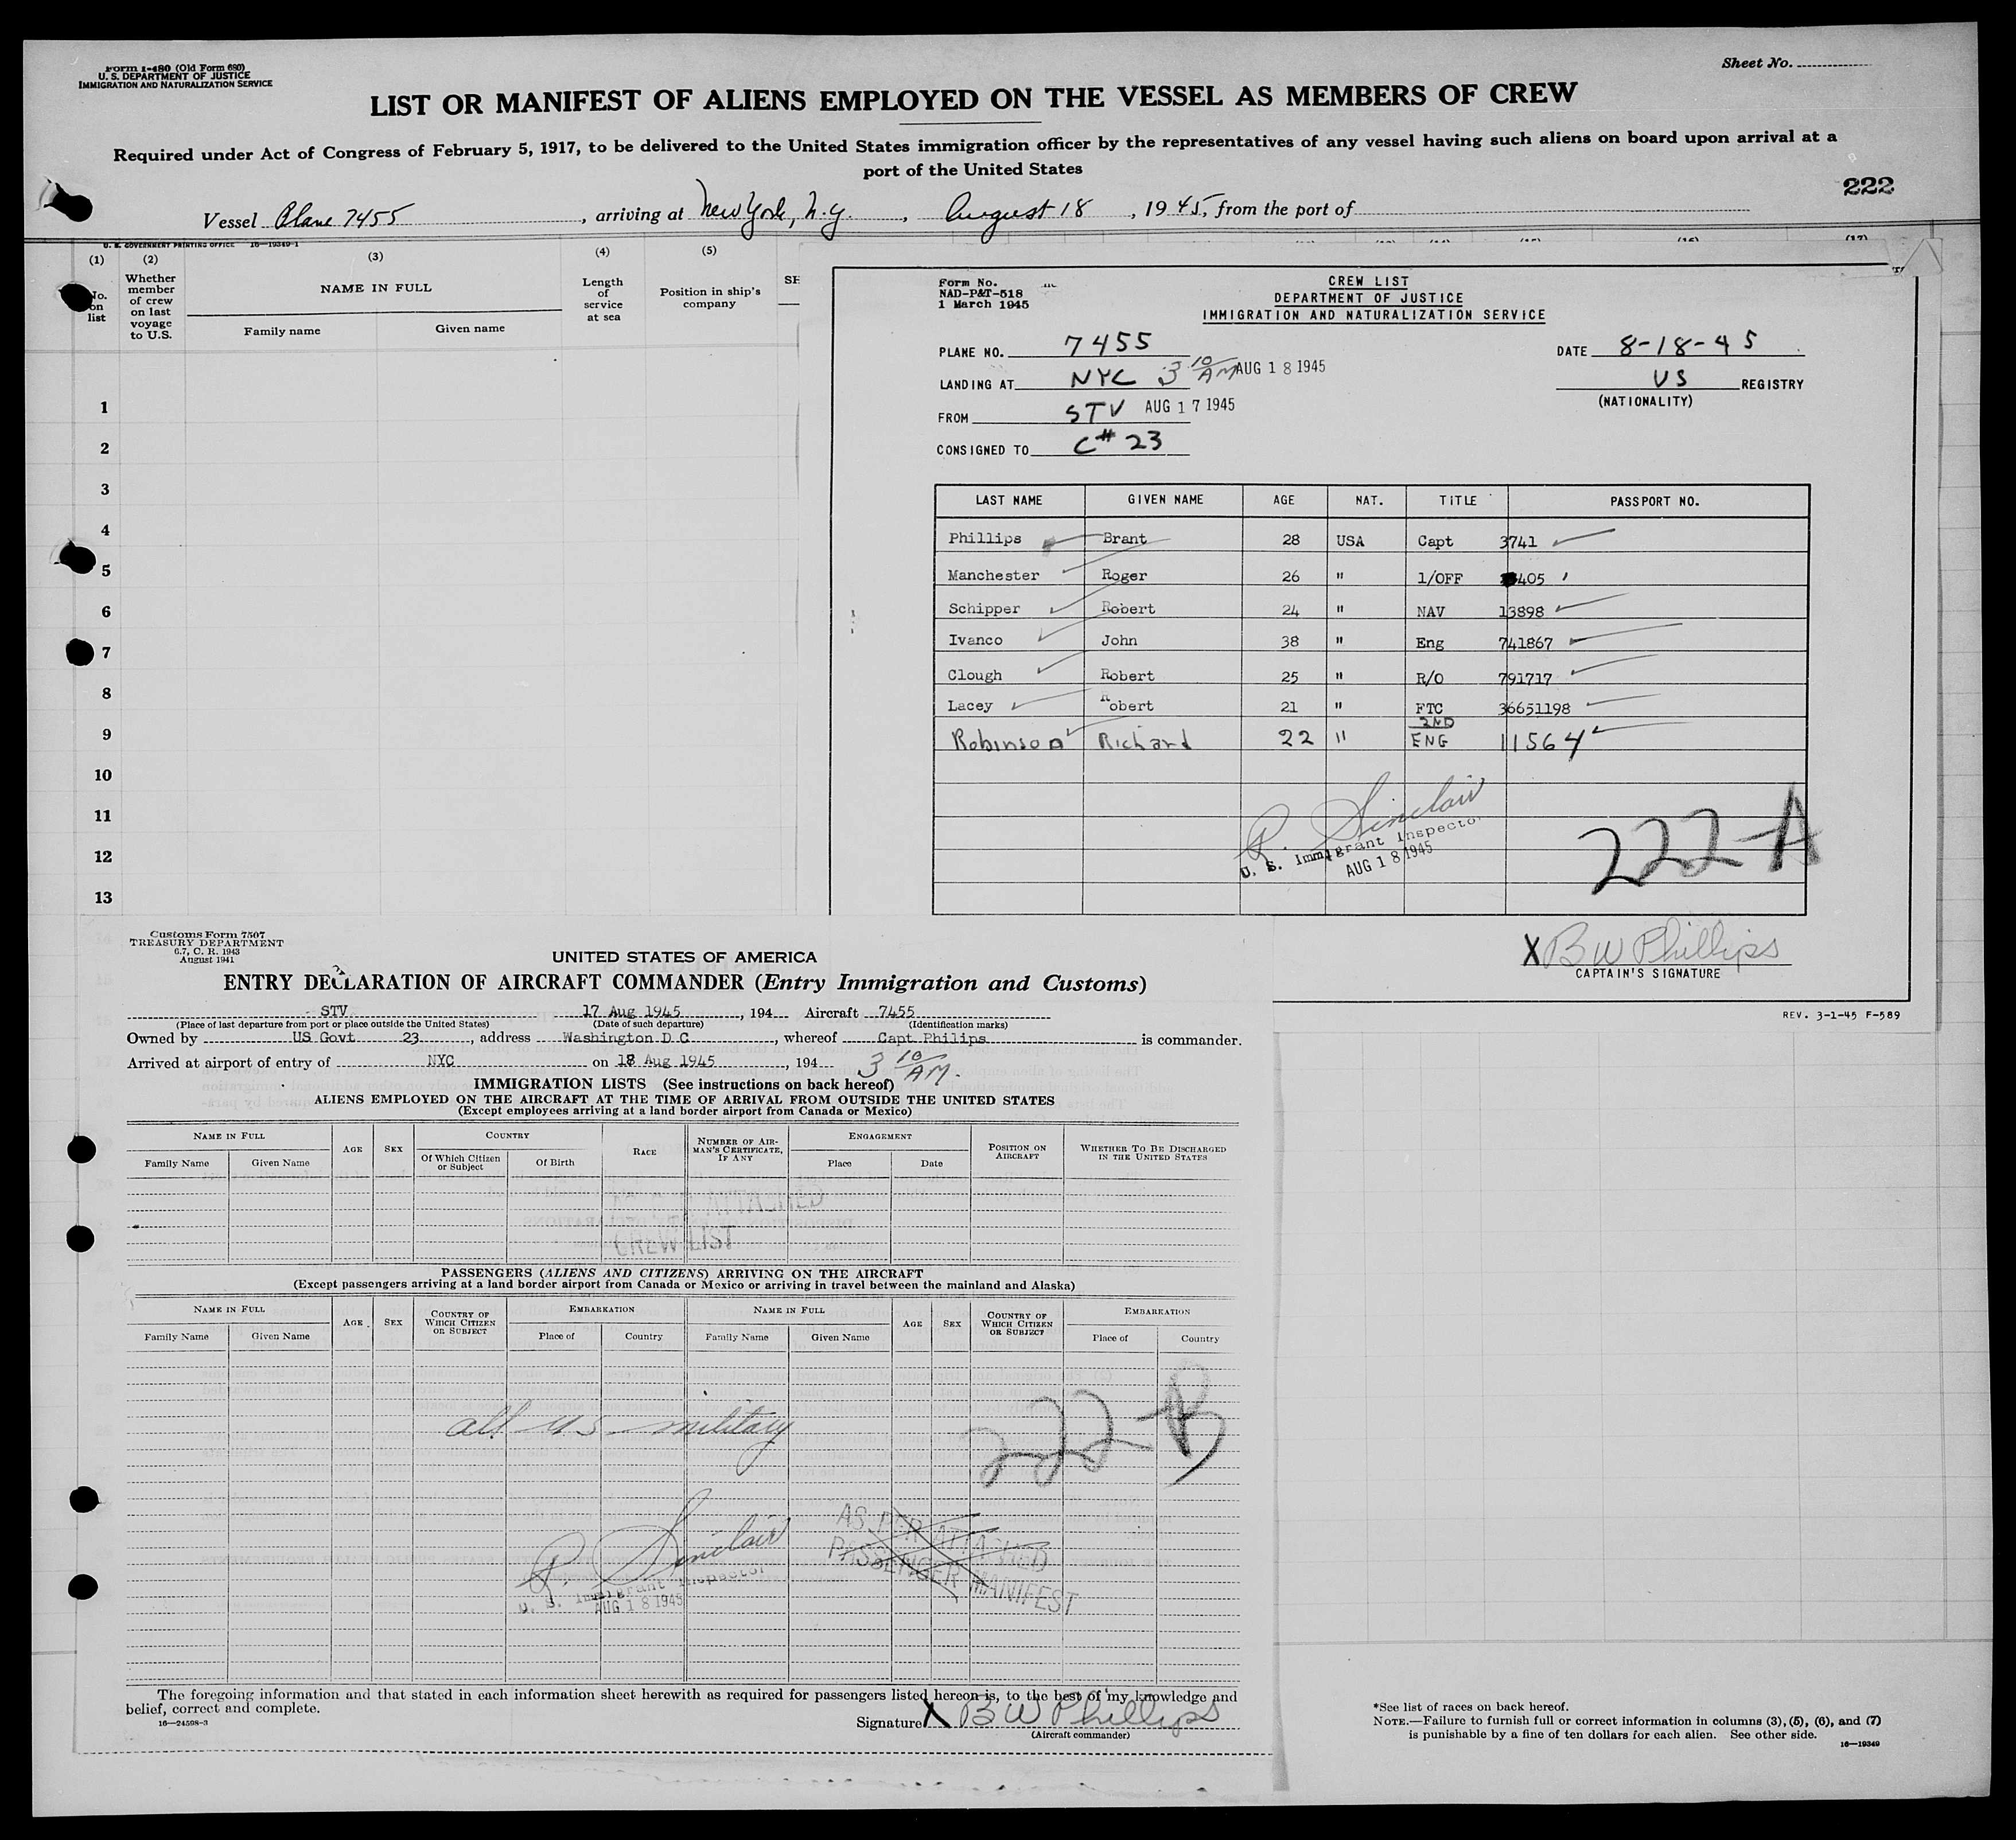 Form I-480 (Old Form 680)
U. S. DEPARTMENT OF JUSTICE
IMMIGRATION AND NATURALIZATION SERVICE
Sheet No.
LIST OR MANIFEST OF ALIENS EMPLOYED ON THE VESSEL AS MEMBERS OF CREW
Required under Act of Congress of February 5, 1917, to be delivered to the United States immigration officer by the representatives of any vessel having such aliens on board upon arrival at a
port of the United States
222
Vessel Plane 7455, arriving at New York, N.Y., August 18, 1945, from the port of
U. S. GOVERNMENT PRINTING OFFICE 16—19349-1
(1) (2) (3) (4) (5)
No. on list
Whether member of crew on last voyage to U.S.
NAME IN FULL
Family name Given name
Length of service at sea
Position in ship's company
1
2
3
4
5
6
7
8
9
10
11
12
13
Form No.
NAD-P&T-518
1 March 1945
CREW LIST
DEPARTMENT OF JUSTICE
IMMIGRATION AND NATURALIZATION SERVICE
PLANE NO. 7455
DATE 8-18-45
LANDING AT NYC 3 10 AM AUG 18 1945
US REGISTRY
(NATIONALITY)
FROM STV AUG 17 1945
CONSIGNED TO C# 23
LAST NAME GIVEN NAME AGE NAT. TITLE PASSPORT NO.
Phillips Brant 28 USA Capt 3741
Manchester Roger 26 " 1/OFF 405
Schipper Robert 24 " NAV 13898
Ivanco John 38 " Eng 741867
Clough Robert 25 " R/O 791717
Lacey Robert 21 " FTC 36651198
Robinson Richard 22 " 2ND ENG 11564
R. Sinclair
U. S. Immigrant Inspector
AUG 18 1945
222-A
X B W Phillips
CAPTAIN'S SIGNATURE
REV. 3-1-45 F-589
Customs Form 7507
TREASURY DEPARTMENT
6.7, C. R. 1943
August 1941
UNITED STATES OF AMERICA
ENTRY DECLARATION OF AIRCRAFT COMMANDER (Entry Immigration and Customs)
STV 17 Aug 1945, 194 Aircraft 7455
(Place of last departure from port or place outside the United States) (Date of such departure) (Identification marks)
Owned by US Govt 23, address Washington D C, whereof Capt Philips is commander.
Arrived at airport of entry of NYC on 18 Aug 1945, 194 3 10 AM.
IMMIGRATION LISTS (See instructions on back hereof)
ALIENS EMPLOYED ON THE AIRCRAFT AT THE TIME OF ARRIVAL FROM OUTSIDE THE UNITED STATES
(Except employees arriving at a land border airport from Canada or Mexico)
NAME IN FULL
Family Name Given Name
AGE
SEX
COUNTRY
Of Which Citizen or Subject Of Birth
RACE
NUMBER OF AIRMAN'S CERTIFICATE, IF ANY
ENGAGEMENT
Place Date
POSITION ON AIRCRAFT
WHETHER TO BE DISCHARGED IN THE UNITED STATES
ATTACHED
CREW LIST
PASSENGERS (ALIENS AND CITIZENS) ARRIVING ON THE AIRCRAFT
(Except passengers arriving at a land border airport from Canada or Mexico or arriving in travel between the mainland and Alaska)
NAME IN FULL
Family Name Given Name
AGE
SEX
COUNTRY OF WHICH CITIZEN OR SUBJECT
EMBARKATION
Place of Country
NAME IN FULL
Family Name Given Name
AGE
SEX
COUNTRY OF WHICH CITIZEN OR SUBJECT
EMBARKATION
Place of Country
all U S military
222-B
R. Sinclair
U. S. Immigrant Inspector
AUG 18 1945
AS PER ATTACHED
PASSENGER MANIFEST
The foregoing information and that stated in each information sheet herewith as required for passengers listed hereon is, to the best of my knowledge and
belief, correct and complete.
16—24598-3
Signature X B W Phillips
(Aircraft commander)
*See list of races on back hereof.
NOTE.—Failure to furnish full or correct information in columns (3), (5), (6), and (7)
is punishable by a fine of ten dollars for each alien. See other side.
16—19349